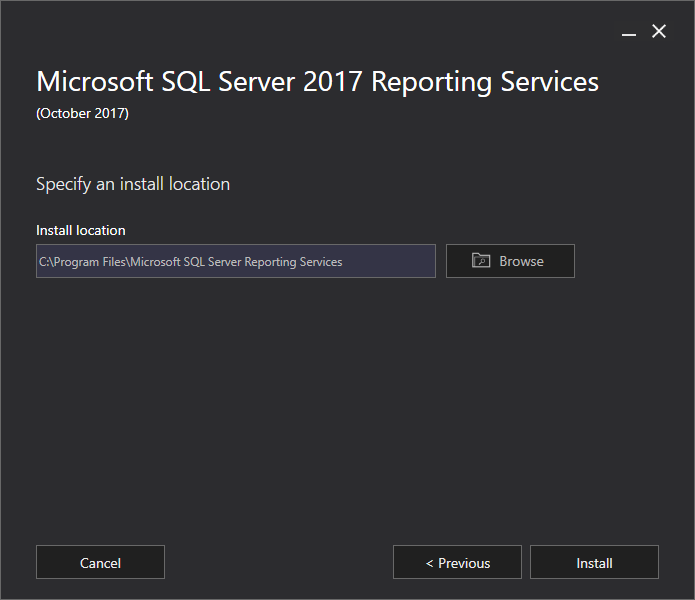 Microsoft SQL Server 2017 Reporting Services
(October 2017)
Specify an install location
Install location
C:\Program Files\Microsoft SQL Server Reporting Services
Browse
Cancel
< Previous
Install